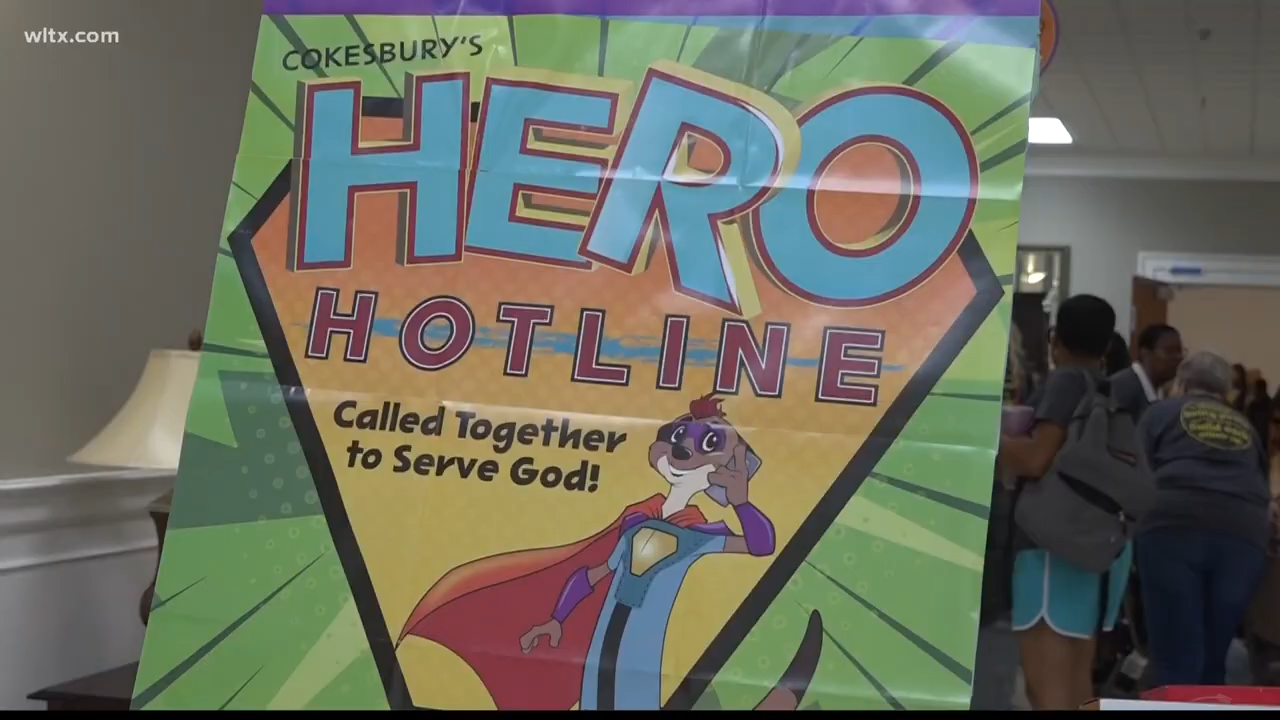 wltx.com
COKESBURY'S
HERO
HOTLINE
Called Together
to Serve God!